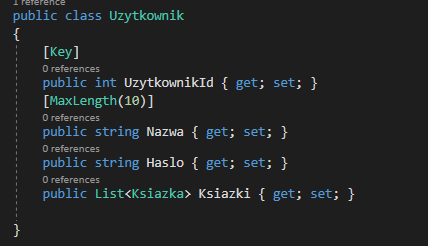 1 reference
public class Uzytkownik
{
[Key]
0 references
public int UzytkownikId { get; set; }
[MaxLength(10)]
0 references
public string Nazwa { get; set; }
0 references
public string Haslo { get; set; }
0 references
public List<Ksiazka> Ksiazki { get; set; }
}